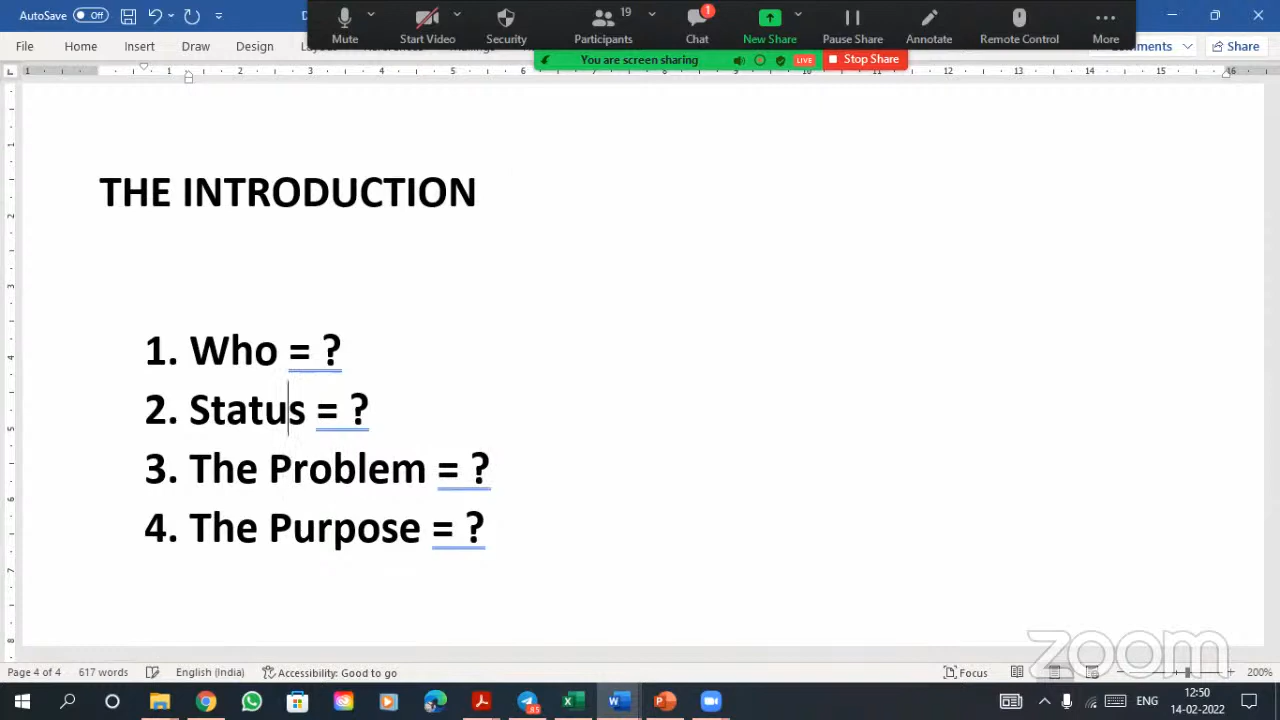 AutoSave Off
19
1
Mute Start Video Security Participants Chat New Share Pause Share Annotate Remote Control More
File Home Insert Draw Design Comments Share
You are screen sharing LIVE Stop Share
THE INTRODUCTION
1. Who = ?
2. Status = ?
3. The Problem = ?
4. The Purpose = ?
zoom
Page 4 of 4 617 words English (India) Accessibility: Good to go Focus 200%
85
ENG 12:50
14-02-2022